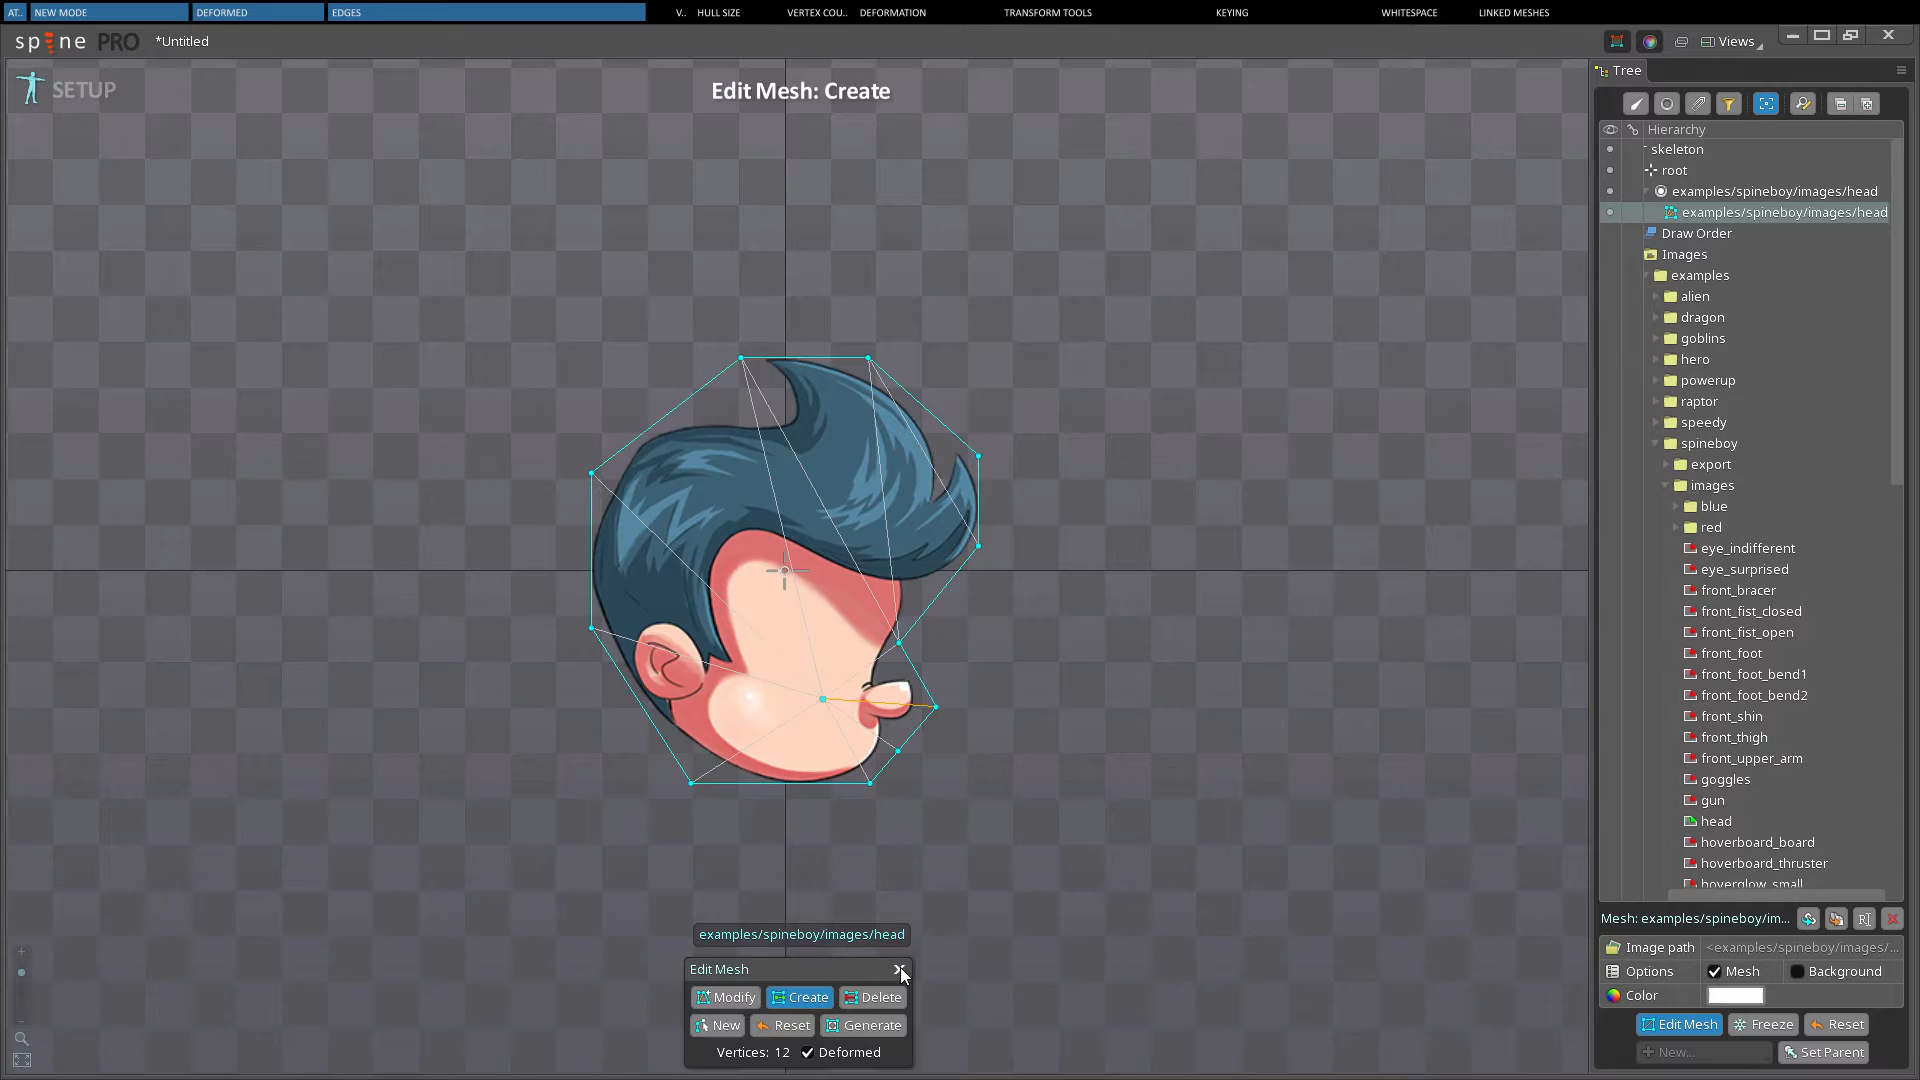 AT.. NEW MODE DEFORMED EDGES V.. HULL SIZE VERTEX COU.. DEFORMATION TRANSFORM TOOLS KEYING WHITESPACE LINKED MESHES
spine PRO *Untitled Views
SETUP
Edit Mesh: Create
Tree
Hierarchy
skeleton
root
examples/spineboy/images/head
examples/spineboy/images/head
Draw Order
Images
examples
alien
dragon
goblins
hero
powerup
raptor
speedy
spineboy
export
images
blue
red
eye_indifferent
eye_surprised
front_bracer
front_fist_closed
front_fist_open
front_foot
front_foot_bend1
front_foot_bend2
front_shin
front_thigh
front_upper_arm
goggles
gun
head
hoverboard_board
hoverboard_thruster
hoverglow_small
Mesh: examples/spineboy/im...
Image path <examples/spineboy/images/...
Options Mesh Background
Color
Edit Mesh Freeze Reset
New... Set Parent
examples/spineboy/images/head
Edit Mesh
Modify Create Delete
New Reset Generate
Vertices: 12 Deformed